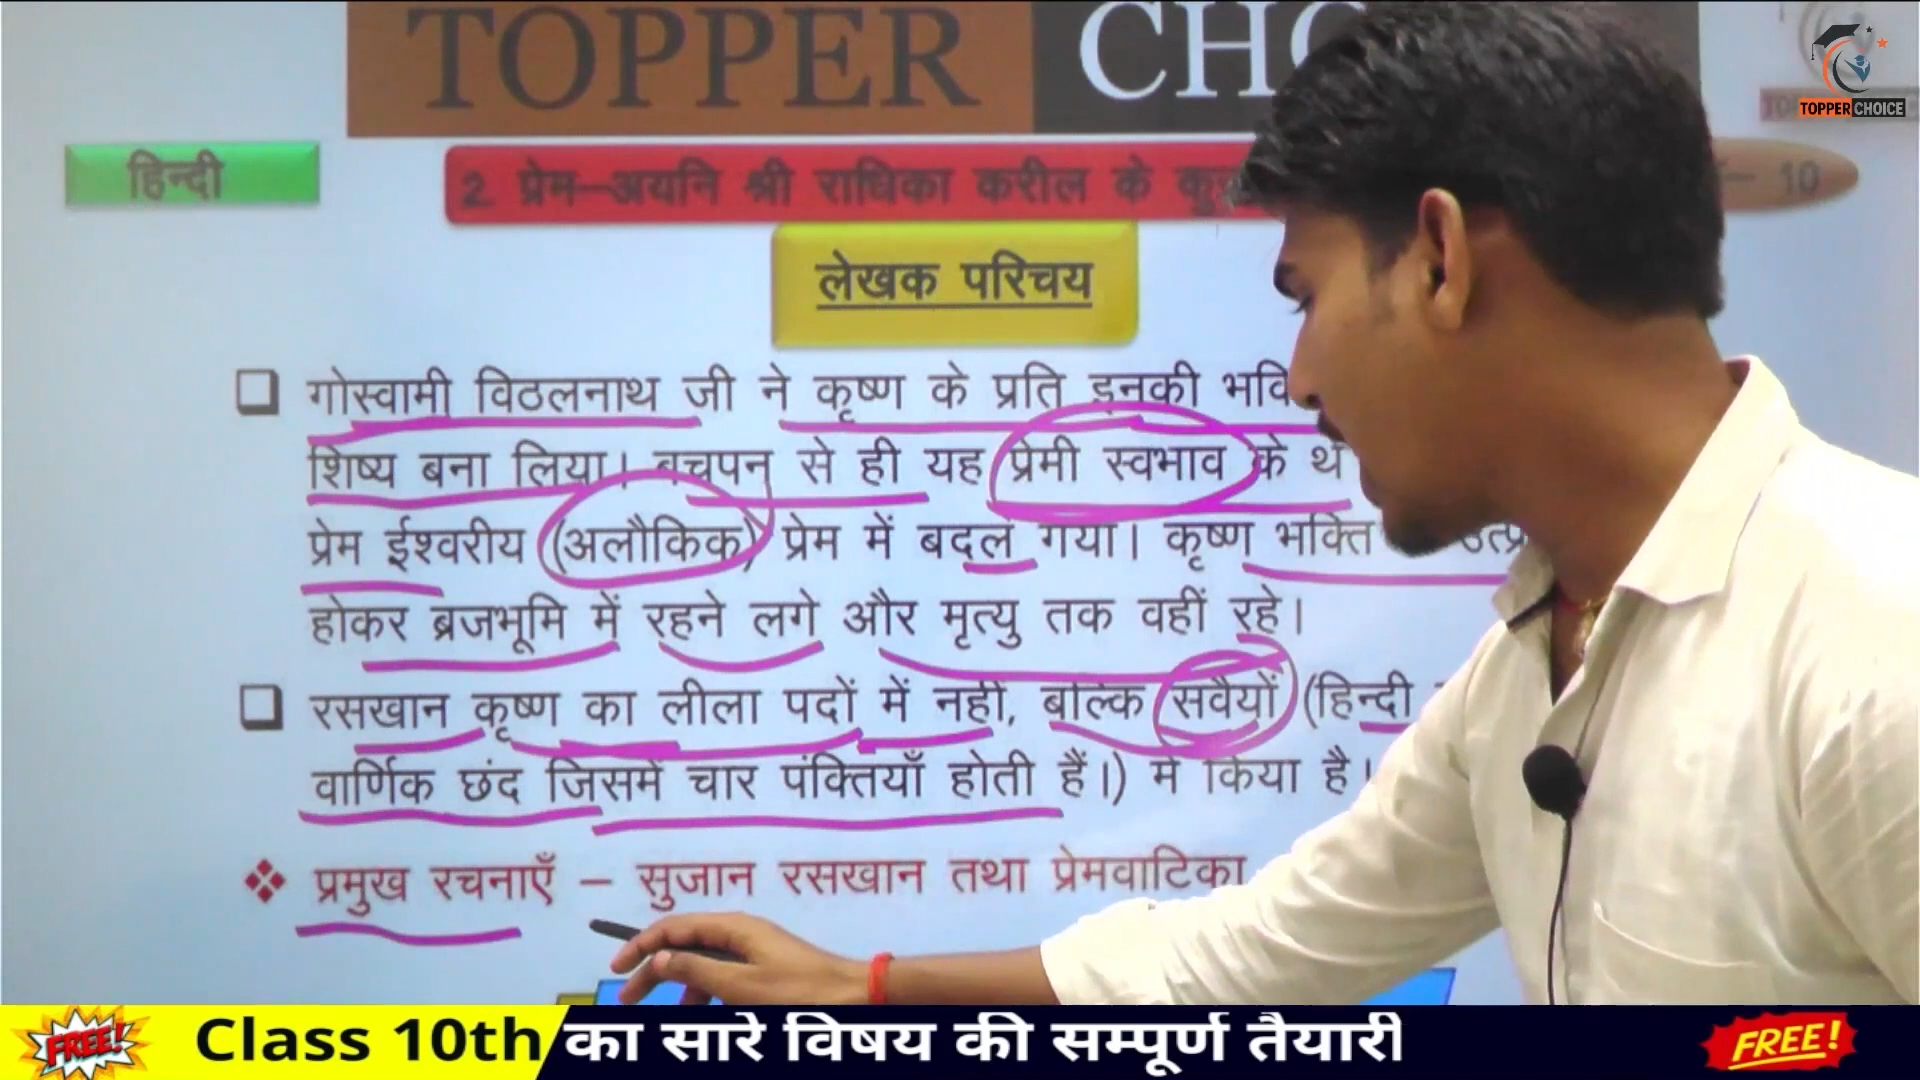 TOPPER
TOPPER CHOICE
हिन्दी
2. प्रेम–अयनि श्री राधिका करील के
10
लेखक परिचय
गोस्वामी विठलनाथ जी ने कृष्ण के प्रति इनकी
शिष्य बना लिया। बचपन से ही यह प्रेमी स्वभाव के
प्रेम ईश्वरीय (अलौकिक) प्रेम में बदल गया। कृष्ण भक्ति
होकर ब्रजभूमि में रहने लगे और मृत्यु तक वहीं रहे।
रसखान कृष्ण का लीला पदों में नहीं, बल्कि सवैयों (हिन्दी
वार्णिक छंद जिसमें चार पंक्तियाँ होती हैं।) में किया है।
प्रमुख रचनाएँ – सुजान रसखान तथा प्रेमवाटिका
FREE! Class 10th का सारे विषय की सम्पूर्ण तैयारी FREE!